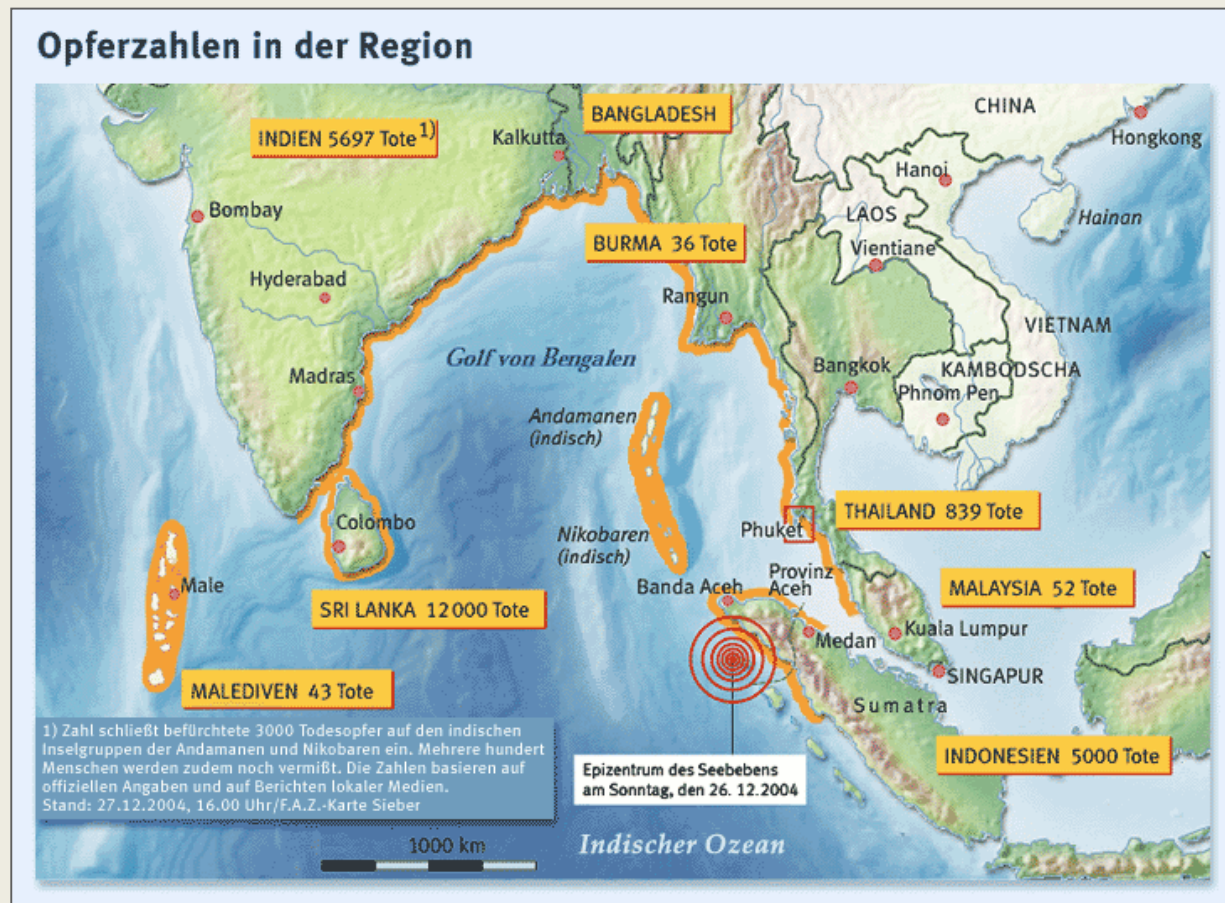 Opferzahlen in der Region
INDIEN 5697 Tote 1)
Kalkutta
BANGLADESH
CHINA
Hongkong
Hanoi
Bombay
LAOS
Hainan
BURMA 36 Tote
Vientiane
Hyderabad
Rangun
VIETNAM
Golf von Bengalen
Madras
Bangkok
KAMBODSCHA
Phnom Pen
Andamanen
(indisch)
Colombo
Nikobaren
(indisch)
Phuket
THAILAND 839 Tote
Male
Banda Aceh
Provinz
Aceh
MALAYSIA 52 Tote
SRI LANKA 12 000 Tote
Medan
Kuala Lumpur
SINGAPUR
MALEDIVEN 43 Tote
Sumatra
1) Zahl schließt befürchtete 3000 Todesopfer auf den indischen
Inselgruppen der Andamanen und Nikobaren ein. Mehrere hundert
Menschen werden zudem noch vermißt. Die Zahlen basieren auf
offiziellen Angaben und auf Berichten lokaler Medien.
Stand: 27.12.2004, 16.00 Uhr/F.A.Z.-Karte Sieber
INDONESIEN 5000 Tote
Epizentrum des Seebebens
am Sonntag, den 26. 12.2004
1000 km
Indischer Ozean